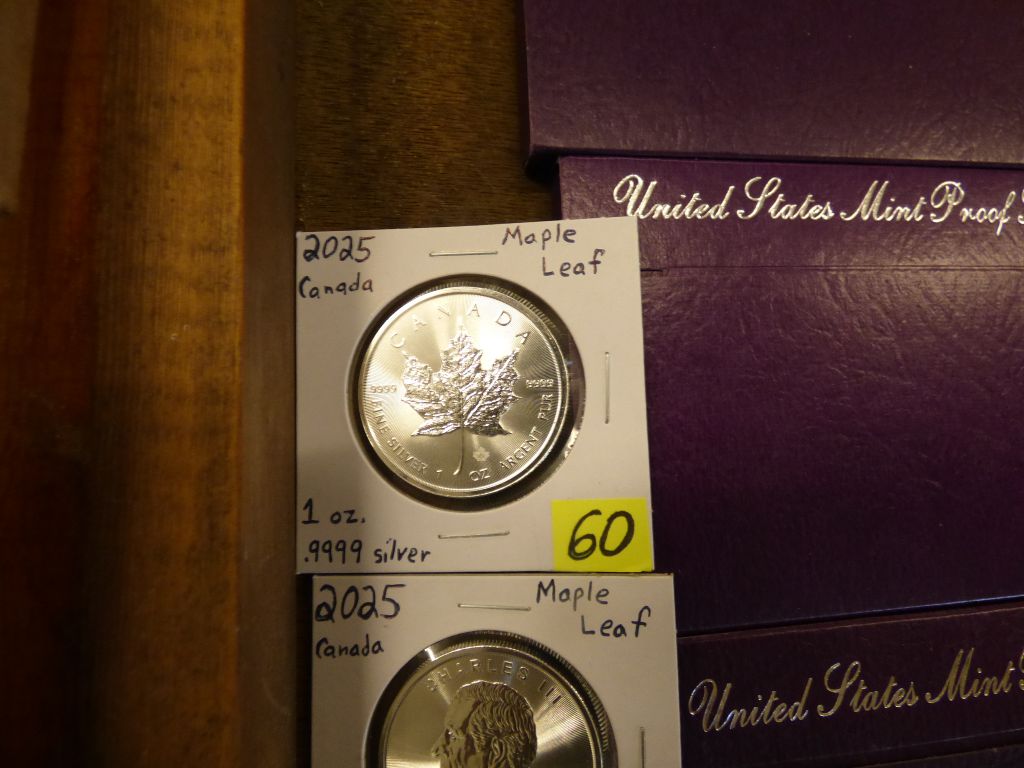 United States Mint Proof
2025 Maple
Canada Leaf
CANADA
9999 9999
FINE SILVER 1 OZ ARGENT PUR
1 oz.
.9999 silver
60
2025 Maple
Canada Leaf
CHARLES III
United States Mint